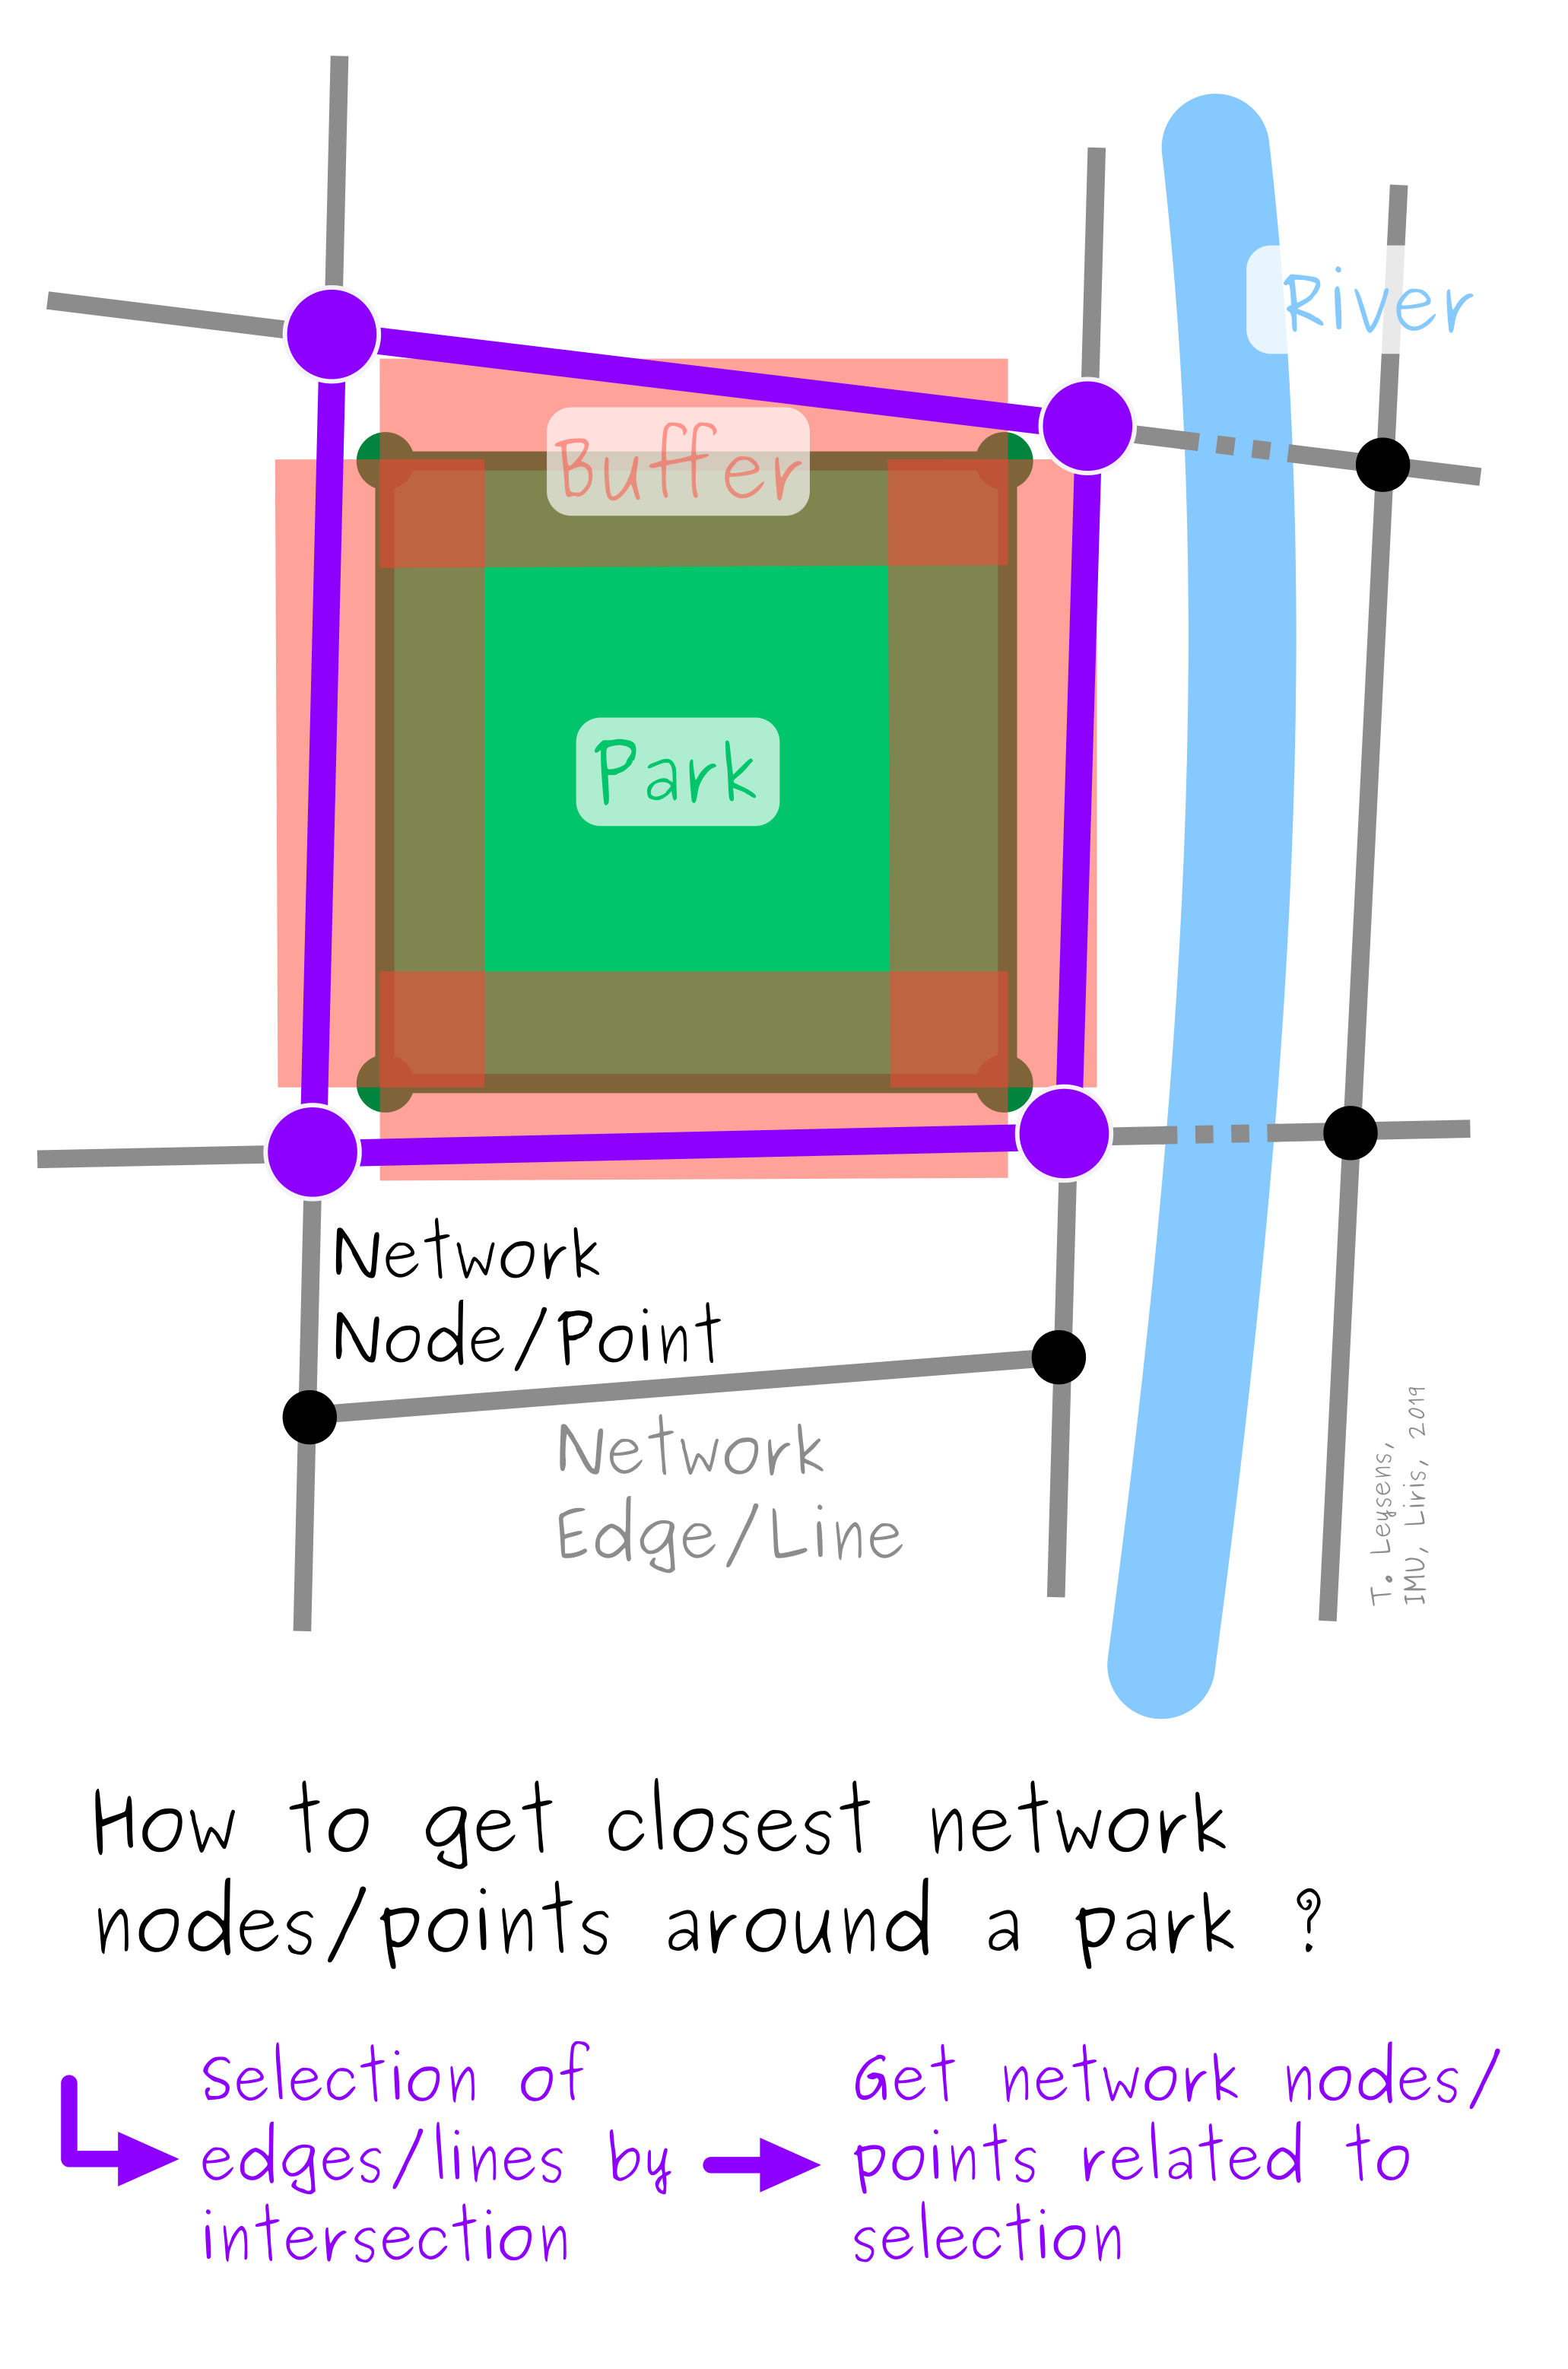 River
Buffer
Park
Network
Node/Point
Network
Edge/Line
T. Leysens,
IMU, Liris, 2019
How to get closest network
nodes/points around a park ?
Selection of
edges/lines by
intersection
Get network nodes/
points related to
selection